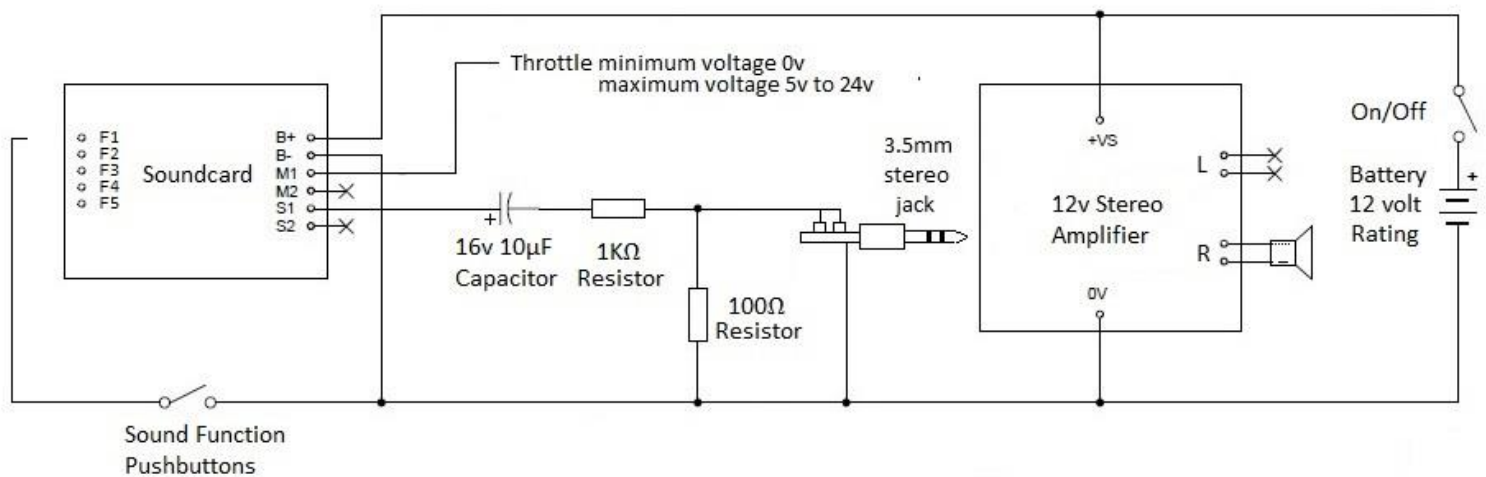 Throttle minimum voltage 0v
maximum voltage 5v to 24v
F1
F2
F3
F4
F5
Soundcard
B+
B-
M1
M2
S1
S2
+
16v 10µF
Capacitor
1KΩ
Resistor
100Ω
Resistor
3.5mm
stereo
jack
+VS
12v Stereo
Amplifier
L
R
0V
On/Off
Battery
12 volt
Rating
+
Sound Function
Pushbuttons